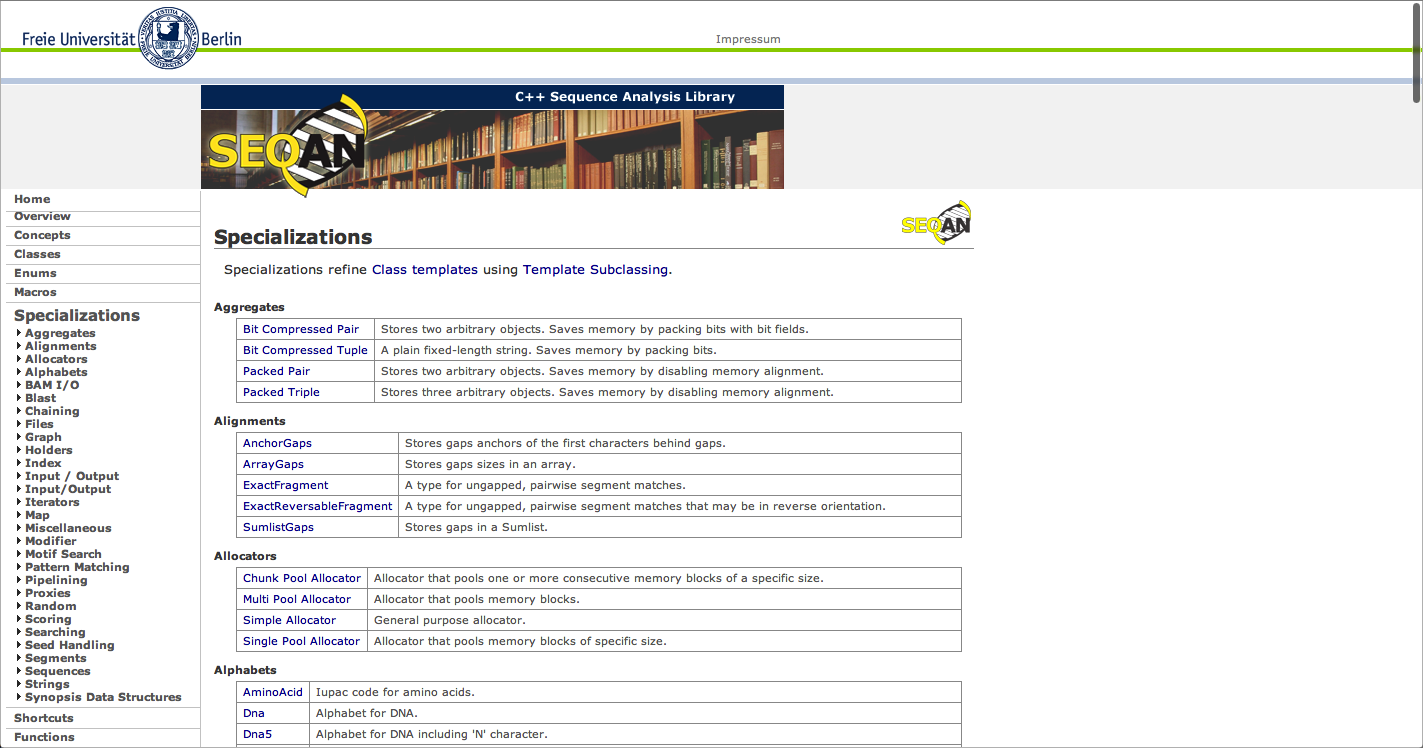 Freie Universität Berlin
Impressum
C++ Sequence Analysis Library
SEQAN
Home
Overview
Concepts
Classes
Enums
Macros
Specializations
Aggregates
Alignments
Allocators
Alphabets
BAM I/O
Blast
Chaining
Files
Graph
Holders
Index
Input / Output
Input/Output
Iterators
Map
Miscellaneous
Modifier
Motif Search
Pattern Matching
Pipelining
Proxies
Random
Scoring
Searching
Seed Handling
Segments
Sequences
Strings
Synopsis Data Structures
Shortcuts
Functions
SEQAN
Specializations
Specializations refine Class templates using Template Subclassing.
Aggregates
Bit Compressed Pair Stores two arbitrary objects. Saves memory by packing bits with bit fields.
Bit Compressed Tuple A plain fixed-length string. Saves memory by packing bits.
Packed Pair Stores two arbitrary objects. Saves memory by disabling memory alignment.
Packed Triple Stores three arbitrary objects. Saves memory by disabling memory alignment.
Alignments
AnchorGaps Stores gaps anchors of the first characters behind gaps.
ArrayGaps Stores gaps sizes in an array.
ExactFragment A type for ungapped, pairwise segment matches.
ExactReversableFragment A type for ungapped, pairwise segment matches that may be in reverse orientation.
SumlistGaps Stores gaps in a Sumlist.
Allocators
Chunk Pool Allocator Allocator that pools one or more consecutive memory blocks of a specific size.
Multi Pool Allocator Allocator that pools memory blocks.
Simple Allocator General purpose allocator.
Single Pool Allocator Allocator that pools memory blocks of specific size.
Alphabets
AminoAcid Iupac code for amino acids.
Dna Alphabet for DNA.
Dna5 Alphabet for DNA including 'N' character.